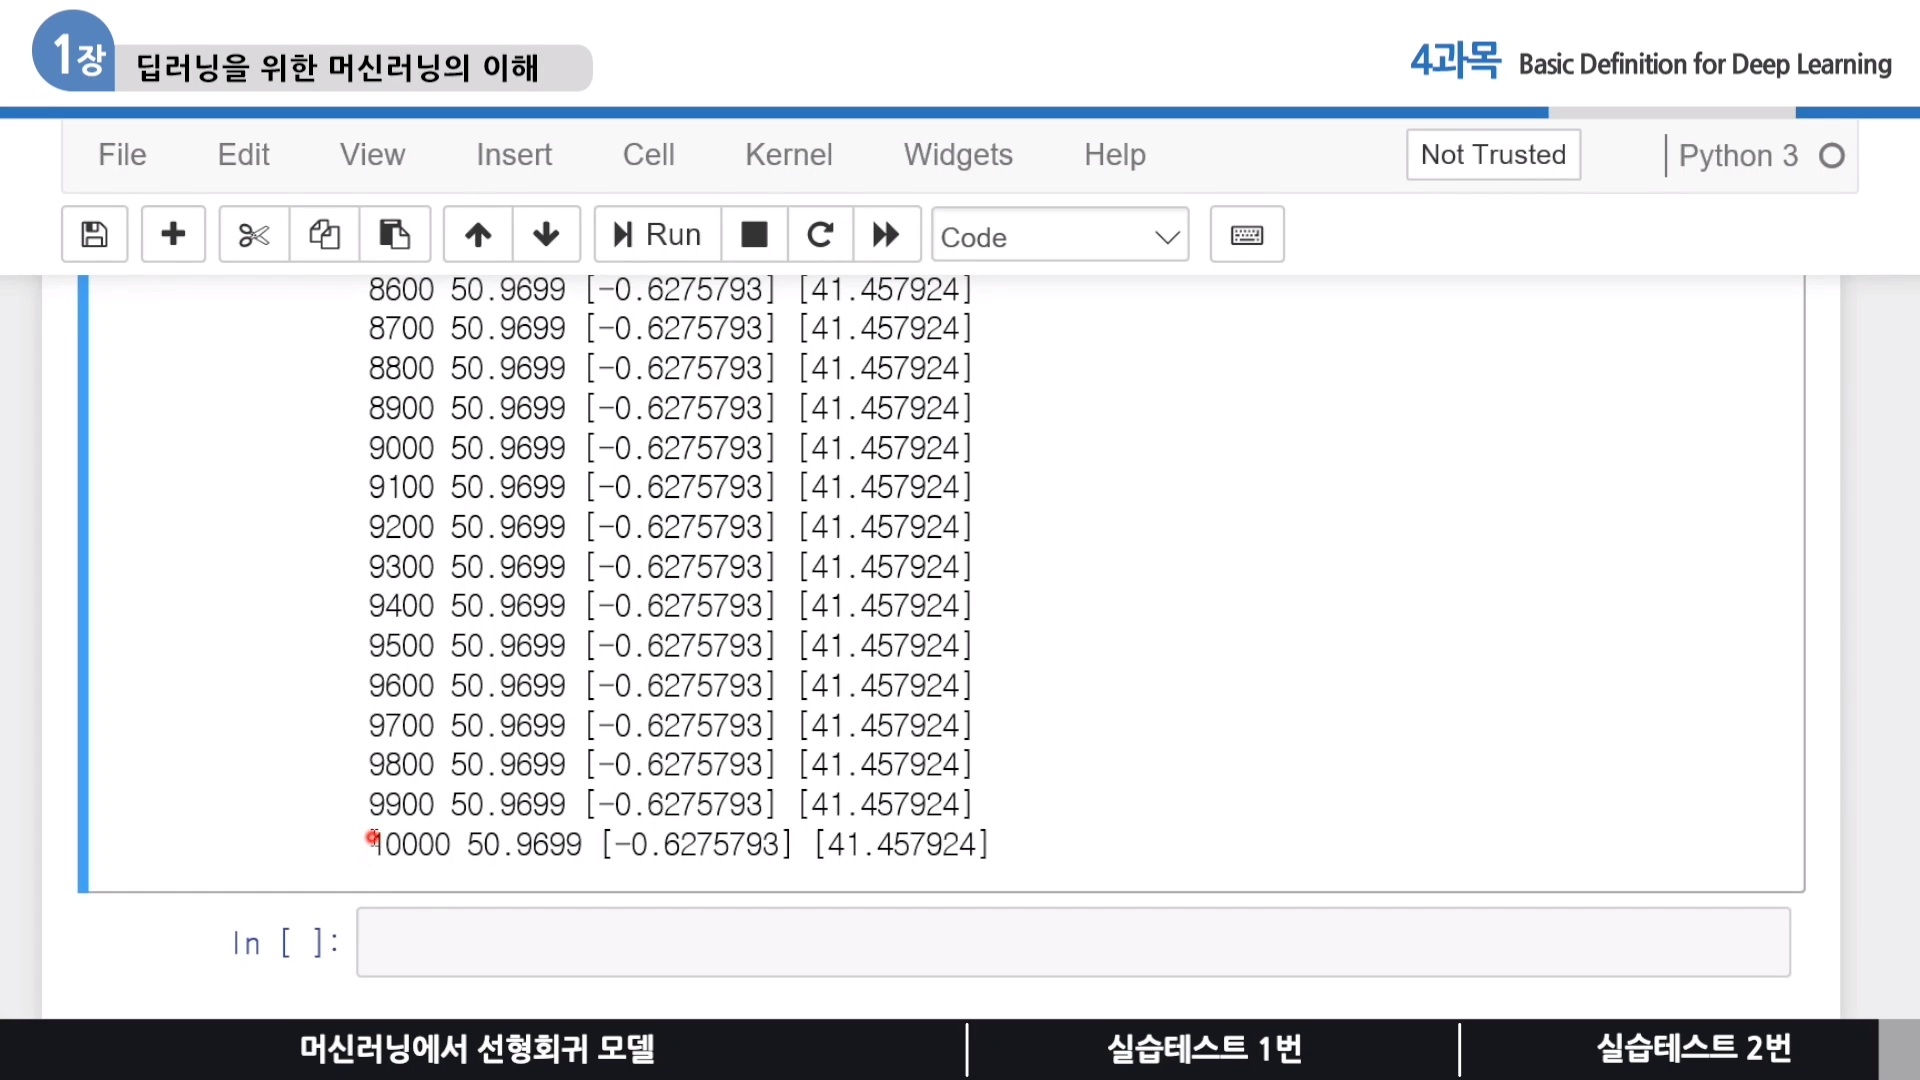 1장
딥러닝을 위한 머신러닝의 이해
4과목 Basic Definition for Deep Learning
File Edit View Insert Cell Kernel Widgets Help Not Trusted Python 3
Run Code
8600 50.9699 [-0.6275793] [41.457924]
8700 50.9699 [-0.6275793] [41.457924]
8800 50.9699 [-0.6275793] [41.457924]
8900 50.9699 [-0.6275793] [41.457924]
9000 50.9699 [-0.6275793] [41.457924]
9100 50.9699 [-0.6275793] [41.457924]
9200 50.9699 [-0.6275793] [41.457924]
9300 50.9699 [-0.6275793] [41.457924]
9400 50.9699 [-0.6275793] [41.457924]
9500 50.9699 [-0.6275793] [41.457924]
9600 50.9699 [-0.6275793] [41.457924]
9700 50.9699 [-0.6275793] [41.457924]
9800 50.9699 [-0.6275793] [41.457924]
9900 50.9699 [-0.6275793] [41.457924]
10000 50.9699 [-0.6275793] [41.457924]
In [ ]:
머신러닝에서 선형회귀 모델 실습테스트 1번 실습테스트 2번